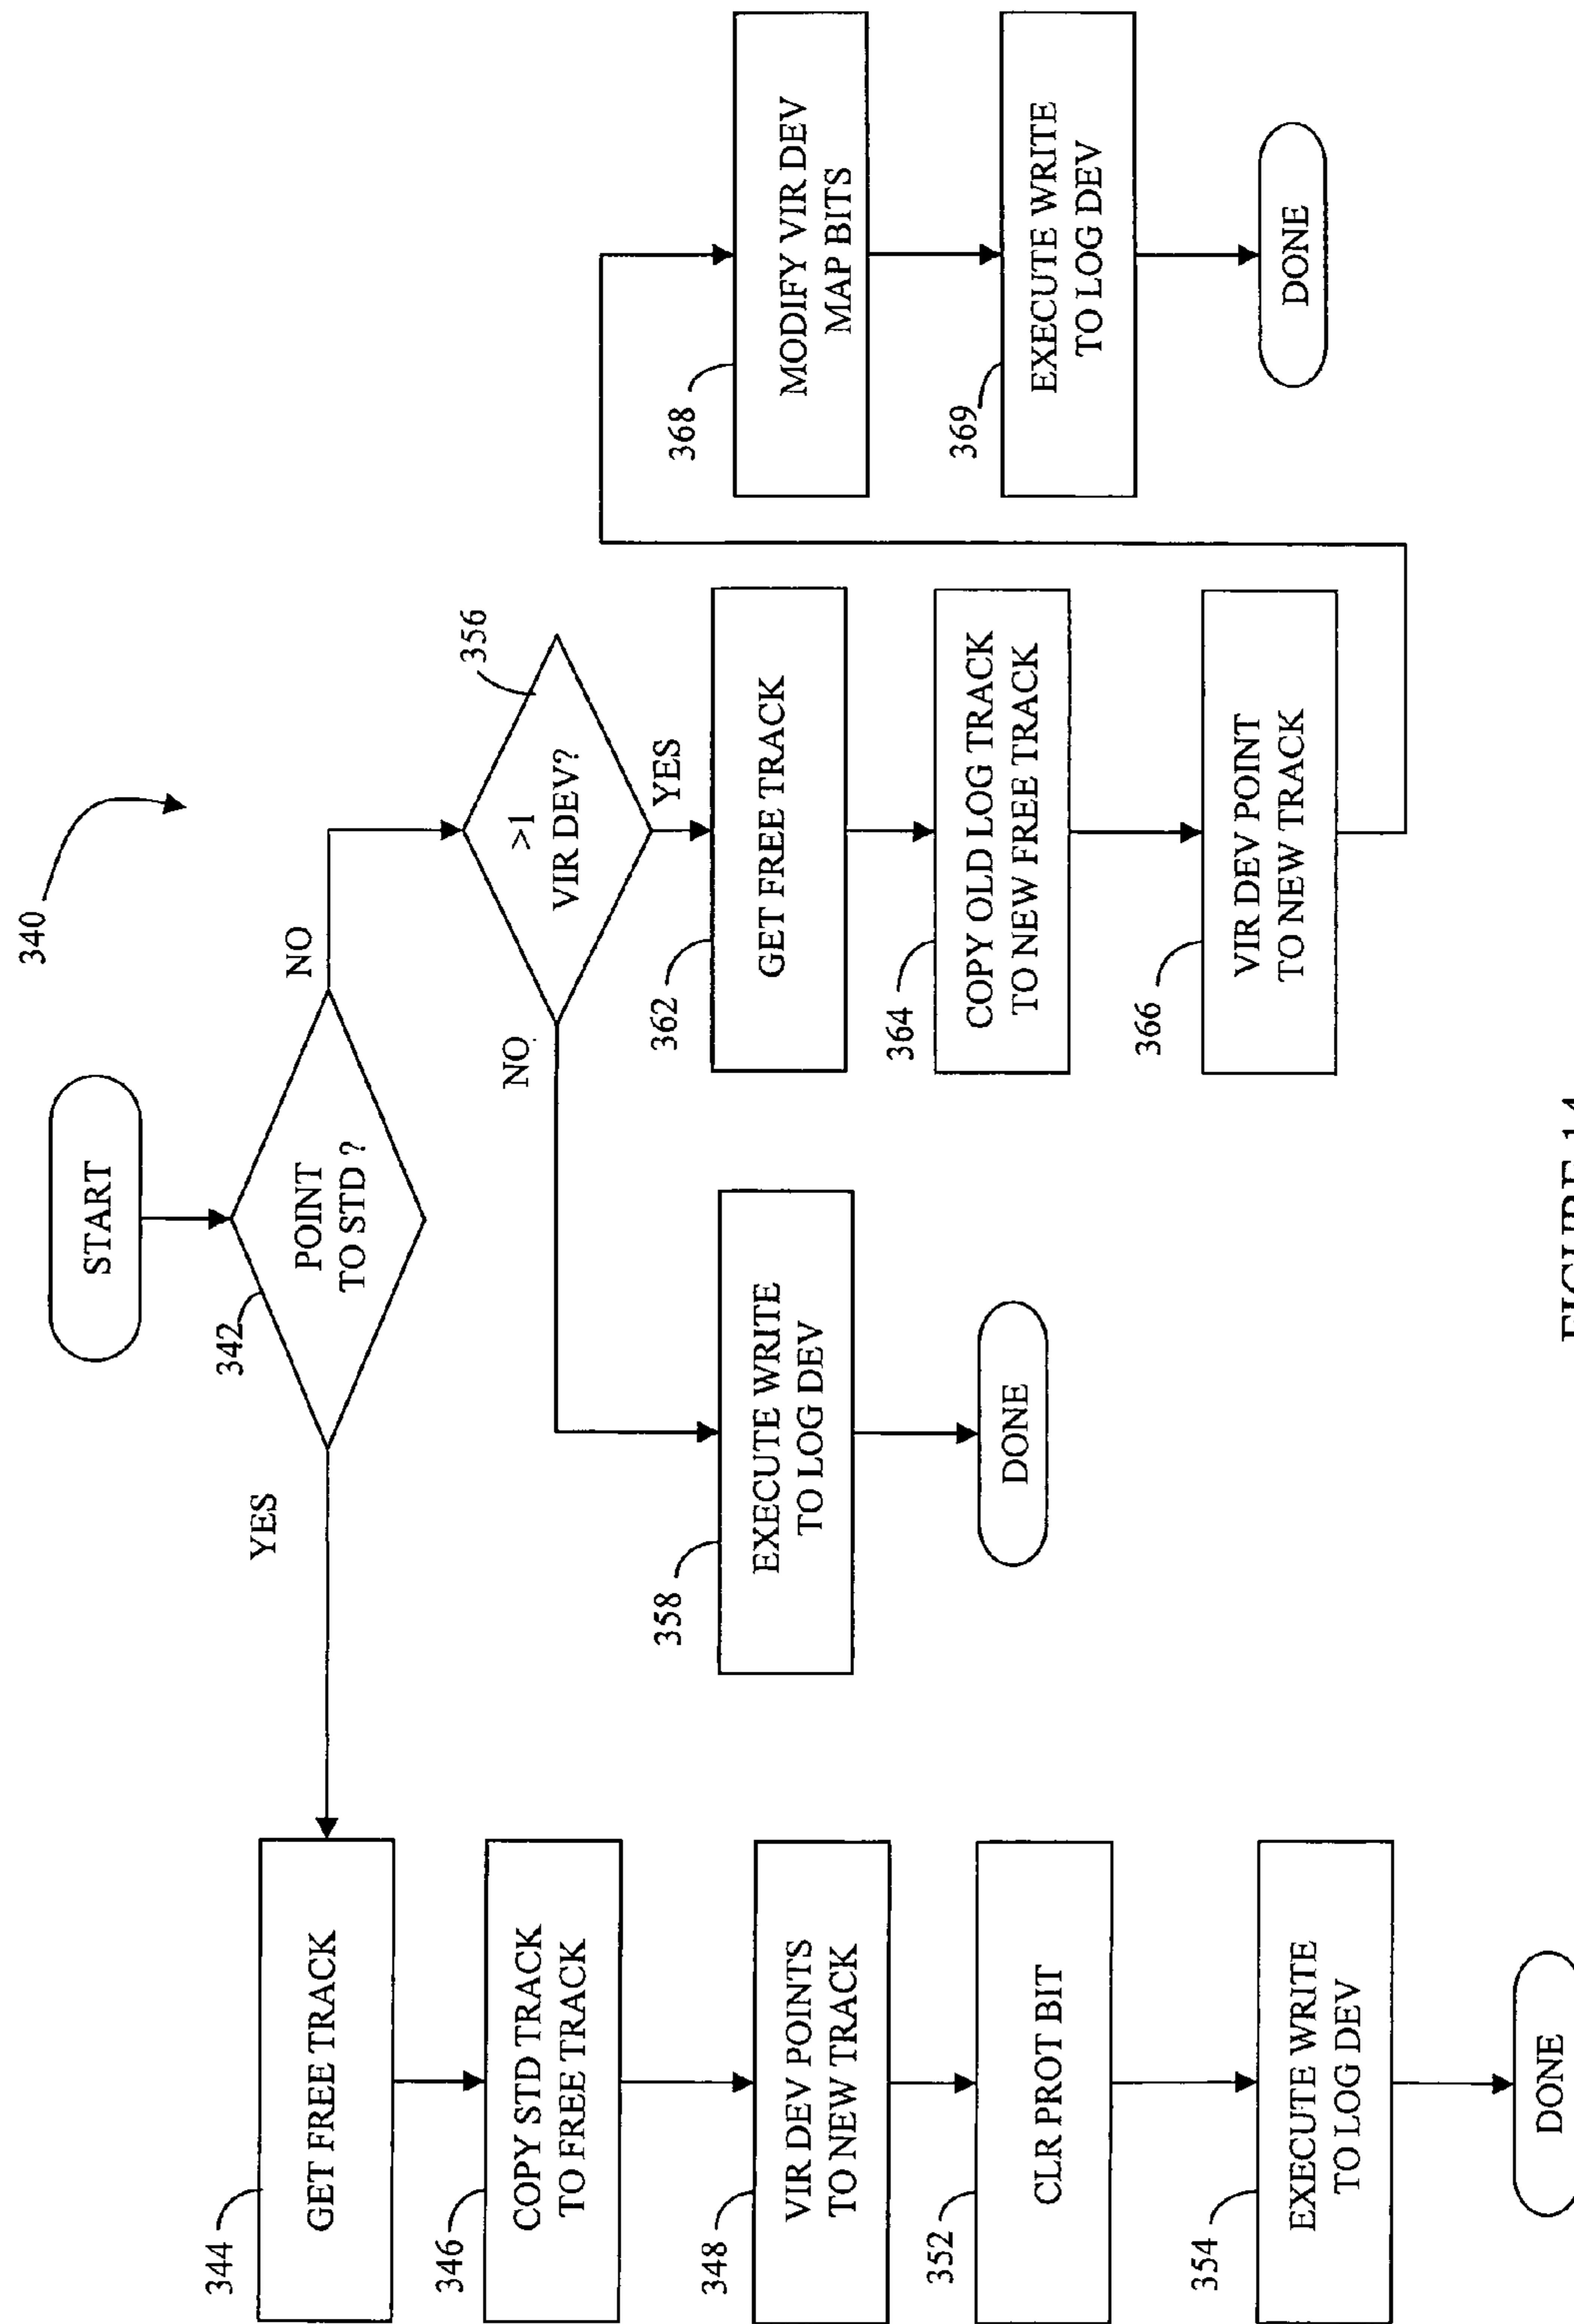 340
START
342
POINT
TO STD ?
YES
NO
344
GET FREE TRACK
346
COPY STD TRACK
TO FREE TRACK
348
VIR DEV POINTS
TO NEW TRACK
352
CLR PROT BIT
354
EXECUTE WRITE
TO LOG DEV
DONE
356
>1
VIR DEV?
NO
YES
358
EXECUTE WRITE
TO LOG DEV
DONE
362
GET FREE TRACK
364
COPY OLD LOG TRACK
TO NEW FREE TRACK
366
VIR DEV POINT
TO NEW TRACK
368
MODIFY VIR DEV
MAP BITS
369
EXECUTE WRITE
TO LOG DEV
DONE
FIGURE 14